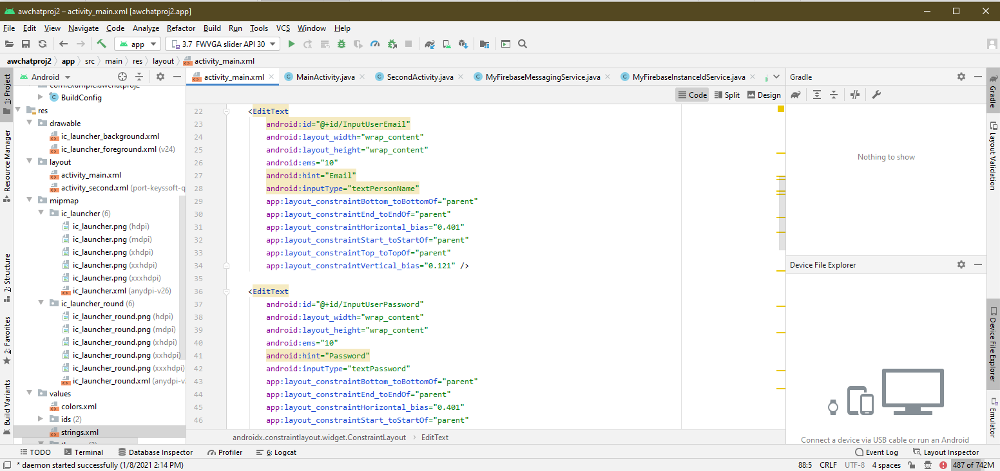 awchatproj2 – activity_main.xml [awchatproj2.app]
File Edit View Navigate Code Analyze Refactor Build Run Tools VCS Window Help
app 3.7 FWVGA slider API 30
awchatproj2 app src main res layout activity_main.xml
1: Project
Resource Manager
Z: Structure
2: Favorites
Build Variants
Android
com.example.awchatproj2
BuildConfig
res
drawable
ic_launcher_background.xml
ic_launcher_foreground.xml (v24)
layout
activity_main.xml
activity_second.xml (port-keyssoft-q
mipmap
ic_launcher (6)
ic_launcher.png (hdpi)
ic_launcher.png (mdpi)
ic_launcher.png (xhdpi)
ic_launcher.png (xxhdpi)
ic_launcher.png (xxxhdpi)
ic_launcher.xml (anydpi-v26)
ic_launcher_round (6)
ic_launcher_round.png (hdpi)
ic_launcher_round.png (mdpi)
ic_launcher_round.png (xhdpi)
ic_launcher_round.png (xxhdpi)
ic_launcher_round.png (xxxhdpi)
ic_launcher_round.xml (anydpi-v.
values
colors.xml
ids (2)
strings.xml
activity_main.xml MainActivity.java SecondActivity.java MyFirebaseMessagingService.java MyFirebaseInstanceIdService.java
Code Split Design
22 <EditText
23 android:id="@+id/InputUserEmail"
24 android:layout_width="wrap_content"
25 android:layout_height="wrap_content"
26 android:ems="10"
27 android:hint="Email"
28 android:inputType="textPersonName"
29 app:layout_constraintBottom_toBottomOf="parent"
30 app:layout_constraintEnd_toEndOf="parent"
31 app:layout_constraintHorizontal_bias="0.401"
32 app:layout_constraintStart_toStartOf="parent"
33 app:layout_constraintTop_toTopOf="parent"
34 app:layout_constraintVertical_bias="0.121" />
35
36 <EditText
37 android:id="@+id/InputUserPassword"
38 android:layout_width="wrap_content"
39 android:layout_height="wrap_content"
40 android:ems="10"
41 android:hint="Password"
42 android:inputType="textPassword"
43 app:layout_constraintBottom_toBottomOf="parent"
44 app:layout_constraintEnd_toEndOf="parent"
45 app:layout_constraintHorizontal_bias="0.401"
46 app:layout_constraintStart_toStartOf="parent"
androidx.constraintlayout.widget.ConstraintLayout EditText
Gradle
Nothing to show
Device File Explorer
Connect a device via USB cable or run an Android
Gradle
Layout Validation
Device File Explorer
Emulator
TODO Terminal Database Inspector Profiler 6: Logcat Event Log Layout Inspector
* daemon started successfully (1/8/2021 2:14 PM) 88:5 CRLF UTF-8 4 spaces 487 of 742M